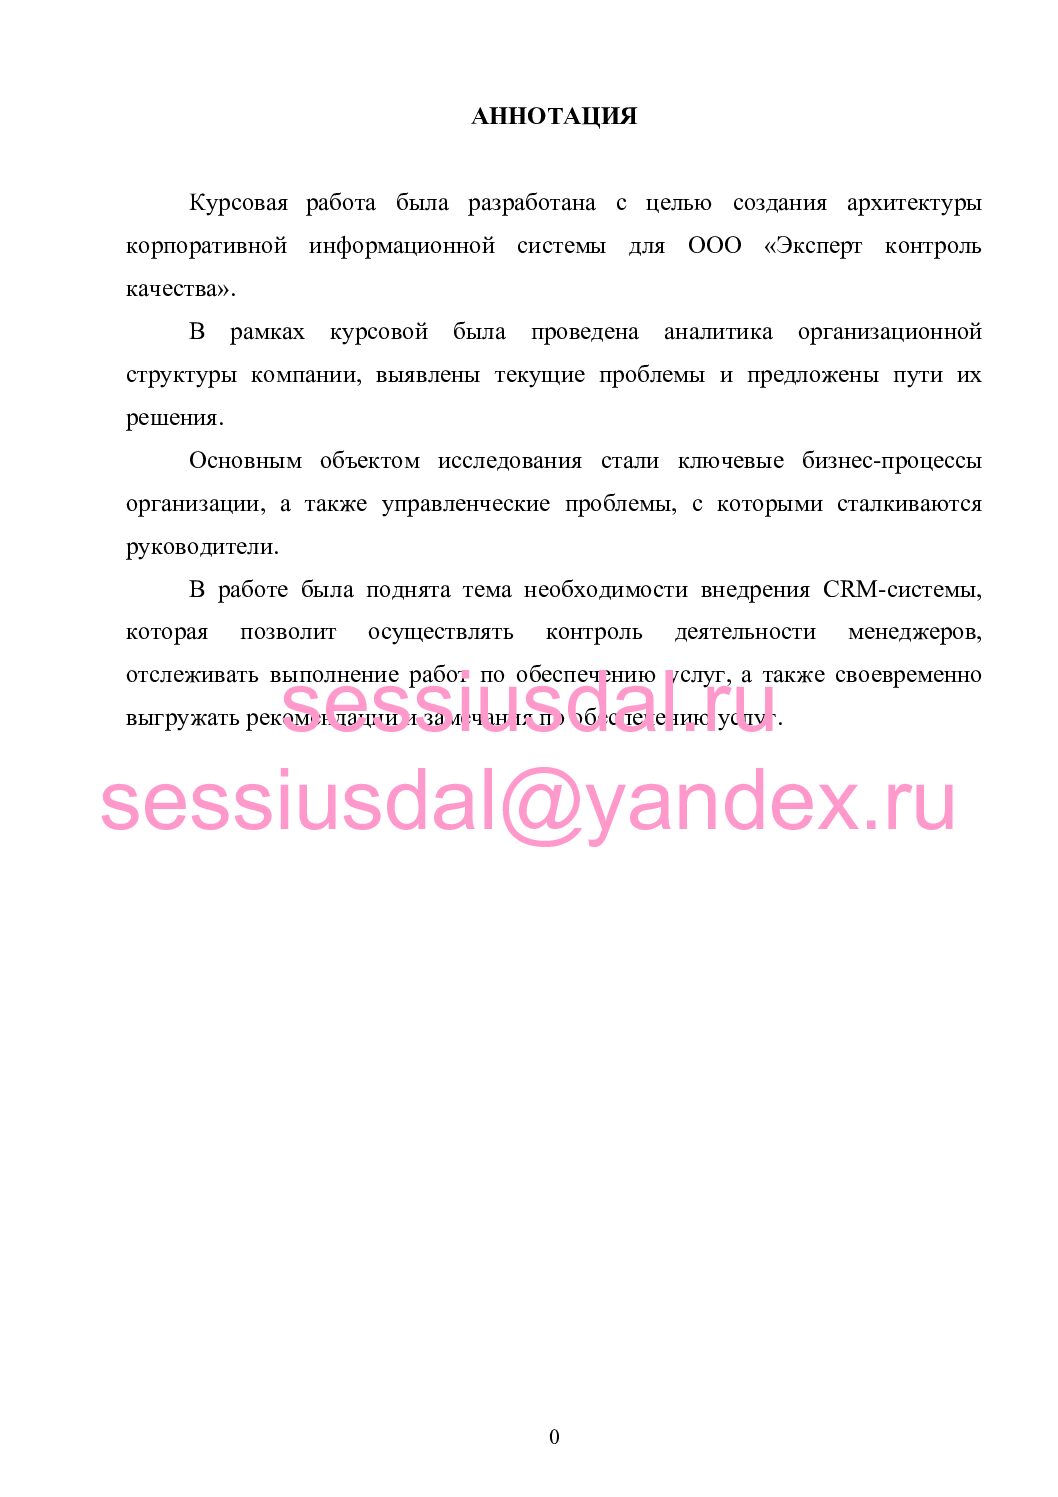 АННОТАЦИЯ
Курсовая работа была разработана с целью создания архитектуры
корпоративной информационной системы для ООО «Эксперт контроль
качества».
В рамках курсовой была проведена аналитика организационной
структуры компании, выявлены текущие проблемы и предложены пути их
решения.
Основным объектом исследования стали ключевые бизнес-процессы
организации, а также управленческие проблемы, с которыми сталкиваются
руководители.
В работе была поднята тема необходимости внедрения CRM-системы,
которая позволит осуществлять контроль деятельности менеджеров,
отслеживать выполнение работ по обеспечению услуг, а также своевременно
выгружать рекомендации и замечания по обеспечению услуг.
sessiusdal.ru
sessiusdal@yandex.ru
0